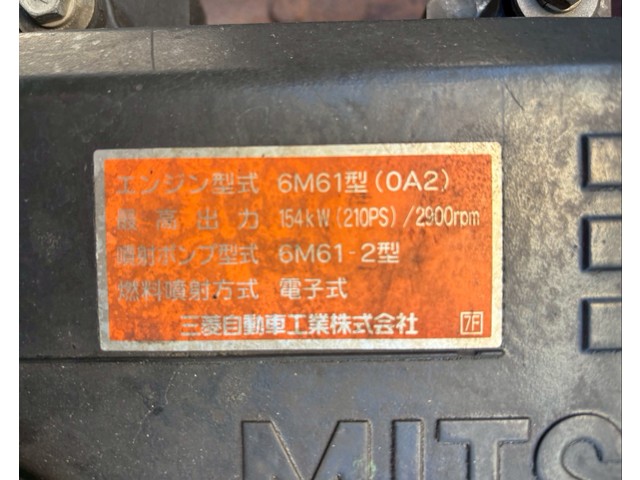 エンジン型式 6M61型(0A2)
最高出力 154kW(210PS)/2900rpm
噴射ポンプ型式 6M61-2型
燃料噴射方式 電子式
三菱自動車工業株式会社 7F
MITS